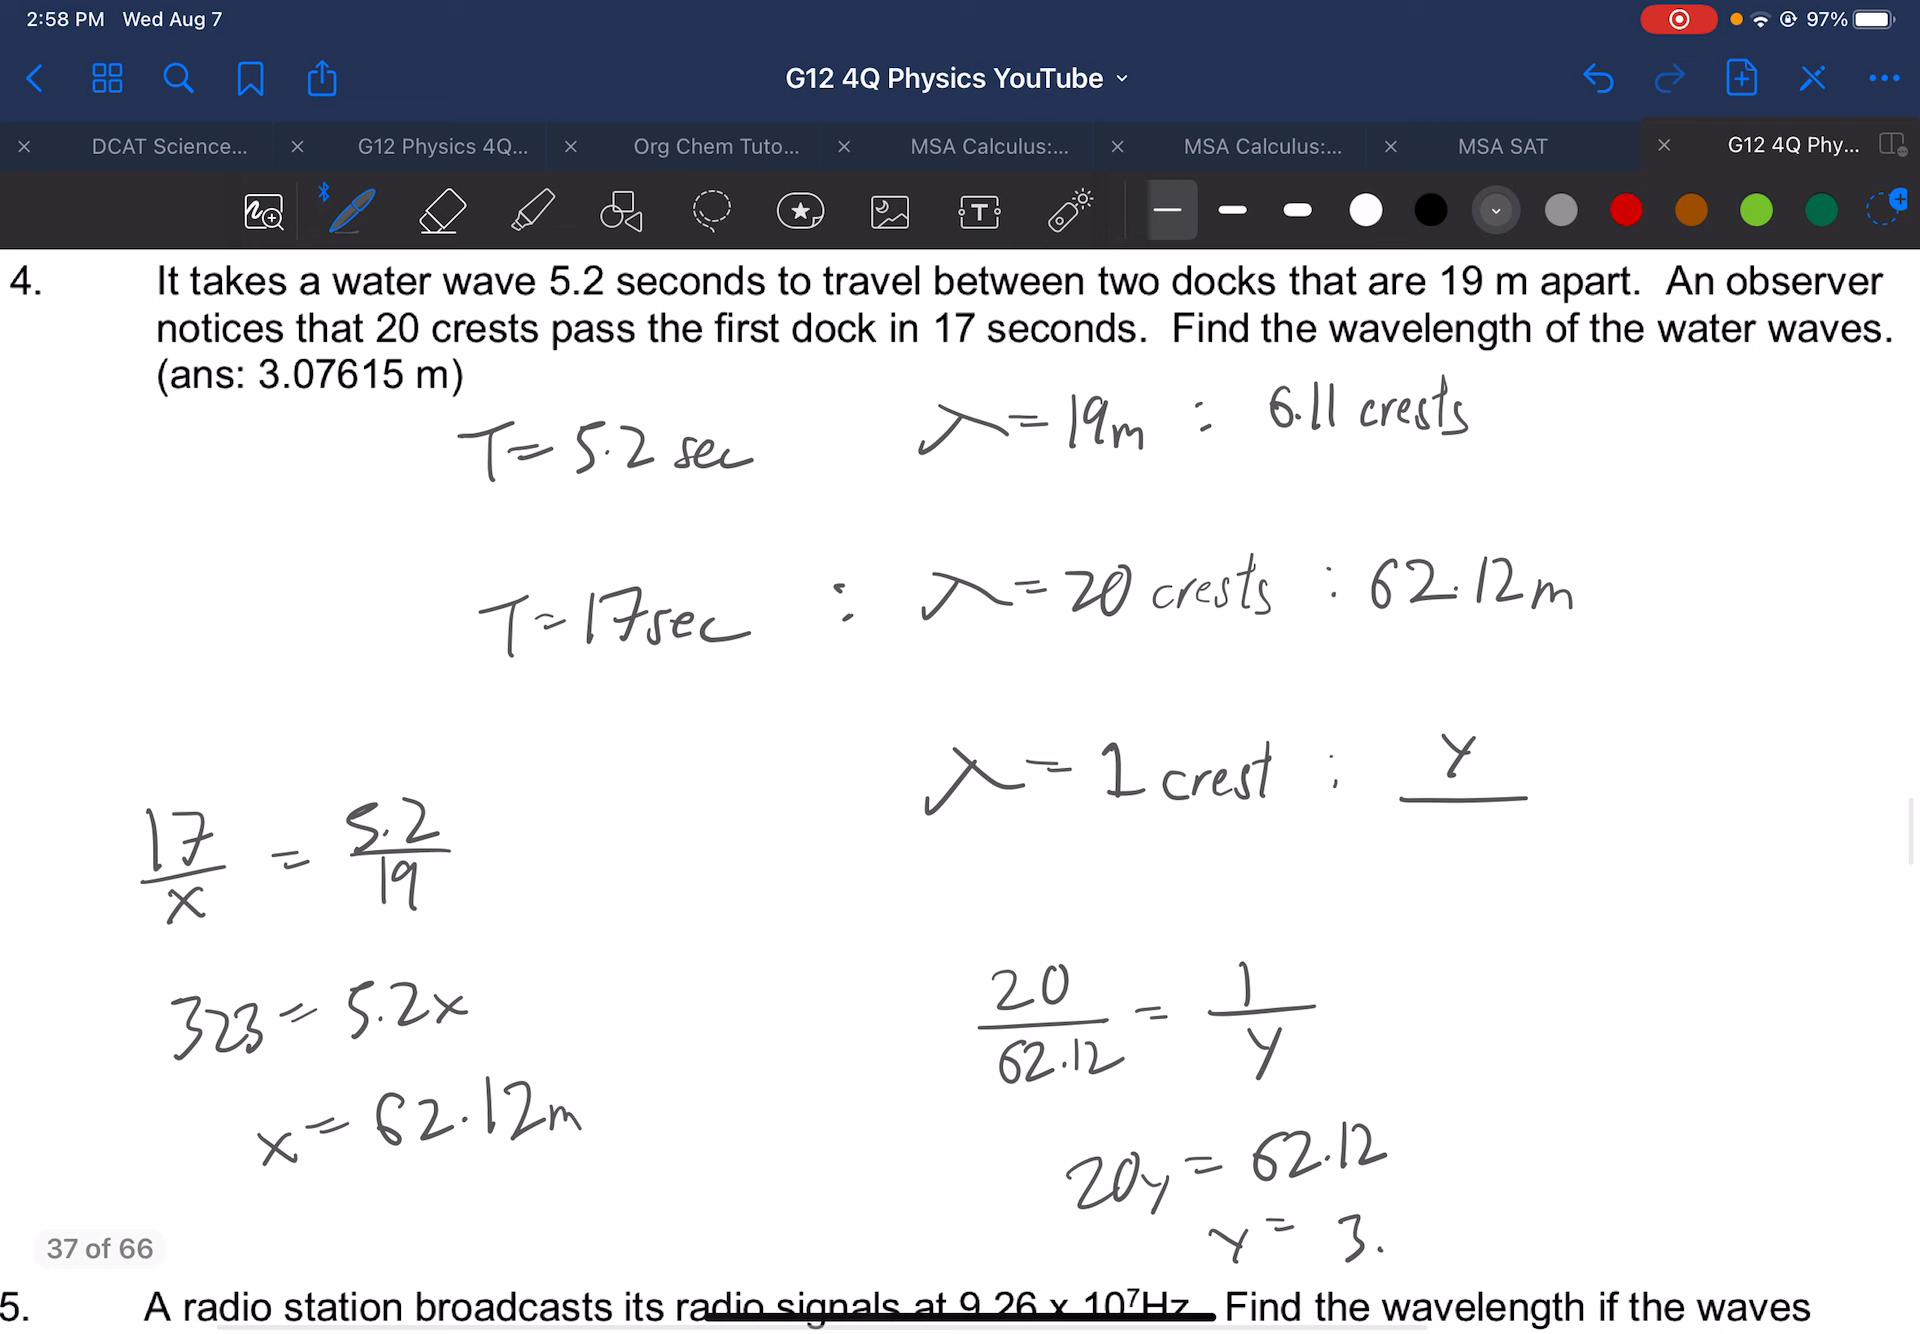 2:58 PM Wed Aug 7
97%
G12 4Q Physics YouTube
DCAT Science...
G12 Physics 4Q...
Org Chem Tuto...
MSA Calculus:...
MSA Calculus:...
MSA SAT
G12 4Q Phy...
4. It takes a water wave 5.2 seconds to travel between two docks that are 19 m apart. An observer
notices that 20 crests pass the first dock in 17 seconds. Find the wavelength of the water waves.
(ans: 3.07615 m)
T = 5.2 sec λ = 19m : 6.11 crests
T = 17sec : λ = 20 crests : 62.12m
λ = 1 crest : y
17/x = 5.2/19
323 = 5.2x
x = 62.12m
20/62.12 = 1/y
20y = 62.12
y = 3.
37 of 66
5. A radio station broadcasts its radio signals at 9.26 x 10⁷Hz. Find the wavelength if the waves